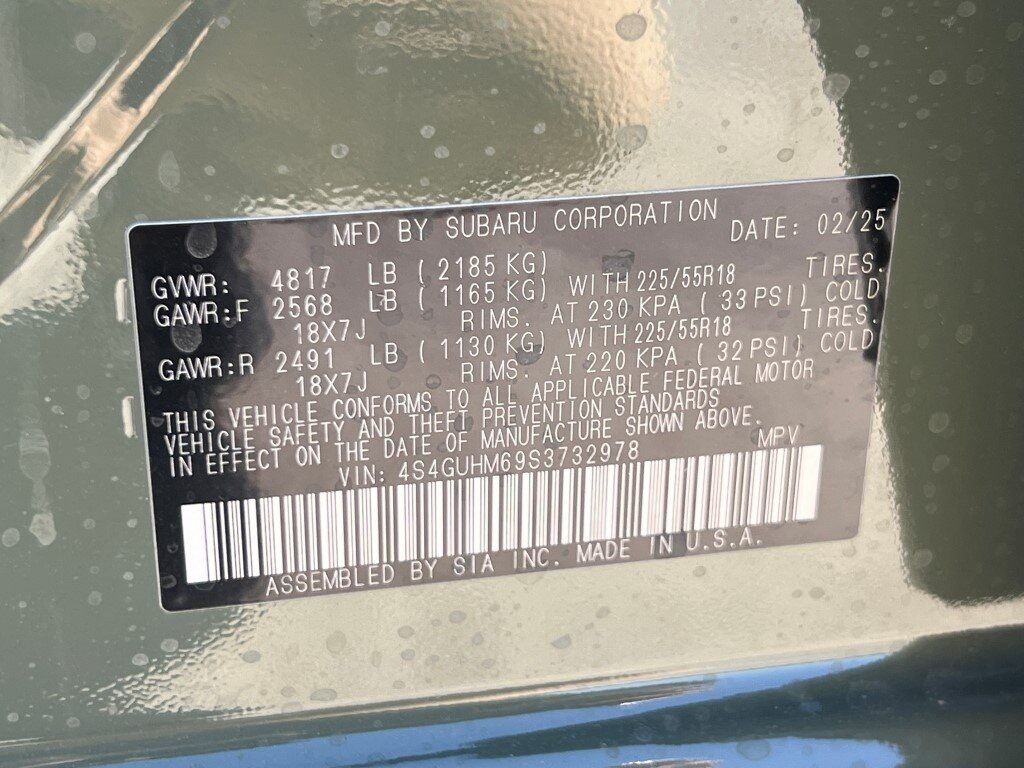 MFD BY SUBARU CORPORATION DATE: 02/25
GVWR: 4817 LB ( 2185 KG)
GAWR:F 2568 LB ( 1165 KG) WITH 225/55R18 TIRES.
18X7J RIMS. AT 230 KPA ( 33 PSI) COLD
GAWR:R 2491 LB ( 1130 KG) WITH 225/55R18 TIRES.
18X7J RIMS. AT 220 KPA ( 32 PSI) COLD
THIS VEHICLE CONFORMS TO ALL APPLICABLE FEDERAL MOTOR
VEHICLE SAFETY AND THEFT PREVENTION STANDARDS
IN EFFECT ON THE DATE OF MANUFACTURE SHOWN ABOVE.
VIN: 4S4GUHM69S3732978 MPV
ASSEMBLED BY SIA INC. MADE IN U.S.A.